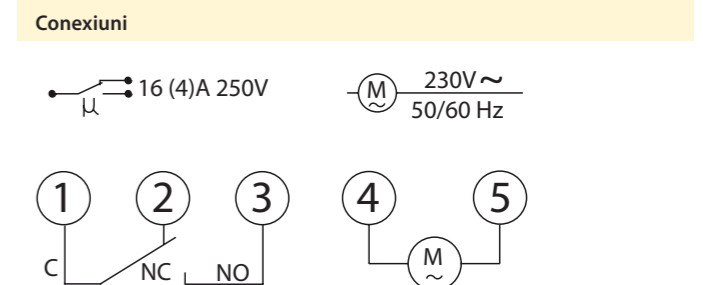 Conexiuni
16 (4)A 250V
µ
M
~
230V ~
50/60 Hz
1 2 3 4 5
C NC NO
M
~